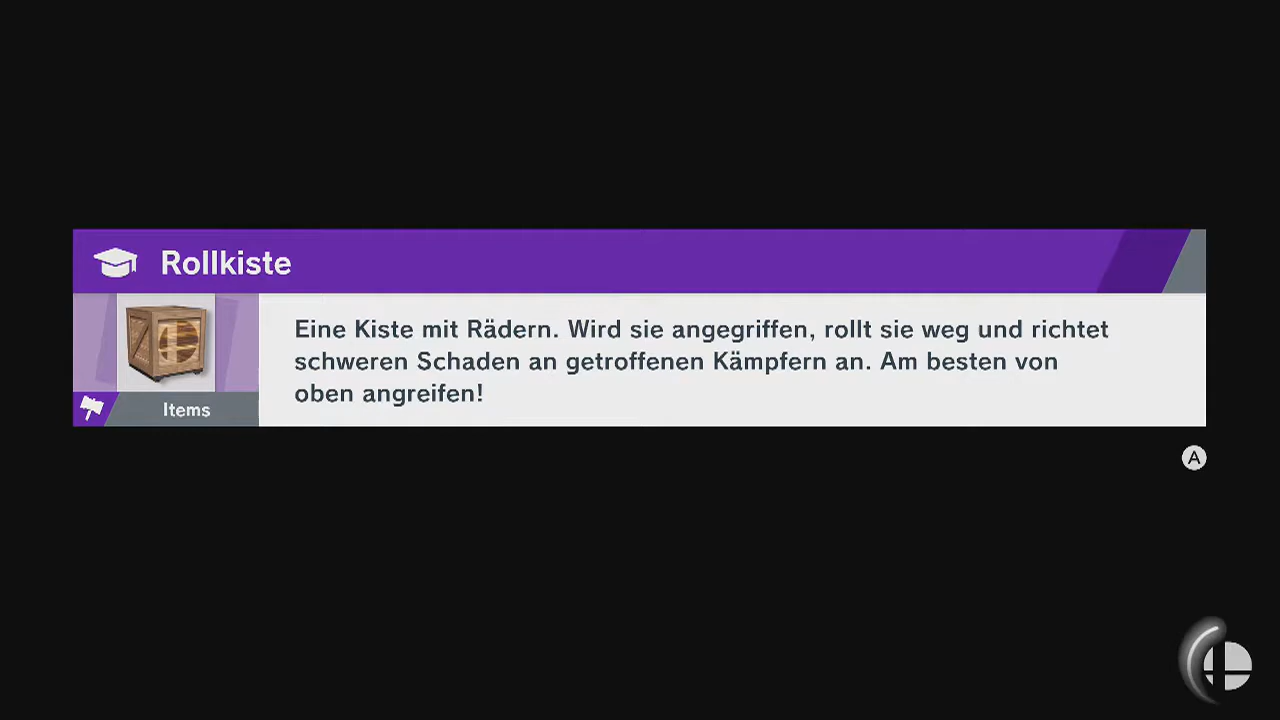 Rollkiste
Eine Kiste mit Rädern. Wird sie angegriffen, rollt sie weg und richtet
schweren Schaden an getroffenen Kämpfern an. Am besten von
oben angreifen!
Items
A